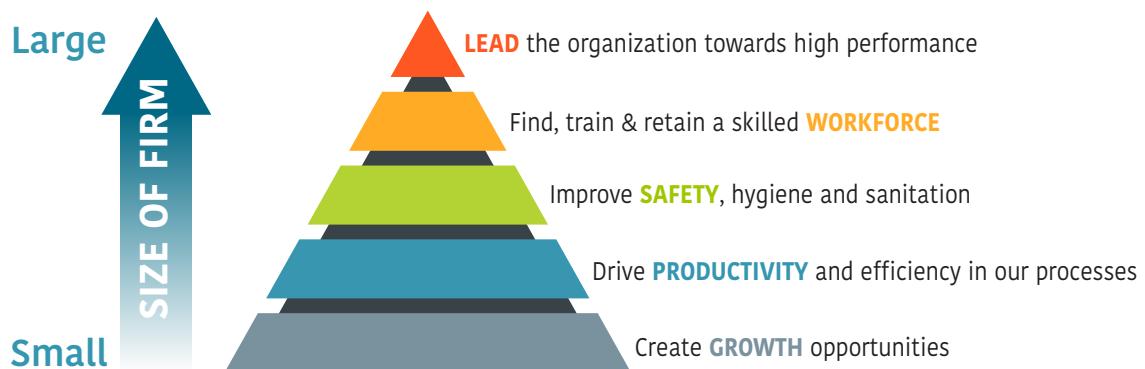 Large
SIZE OF FIRM
Small
LEAD the organization towards high performance
Find, train & retain a skilled WORKFORCE
Improve SAFETY, hygiene and sanitation
Drive PRODUCTIVITY and efficiency in our processes
Create GROWTH opportunities